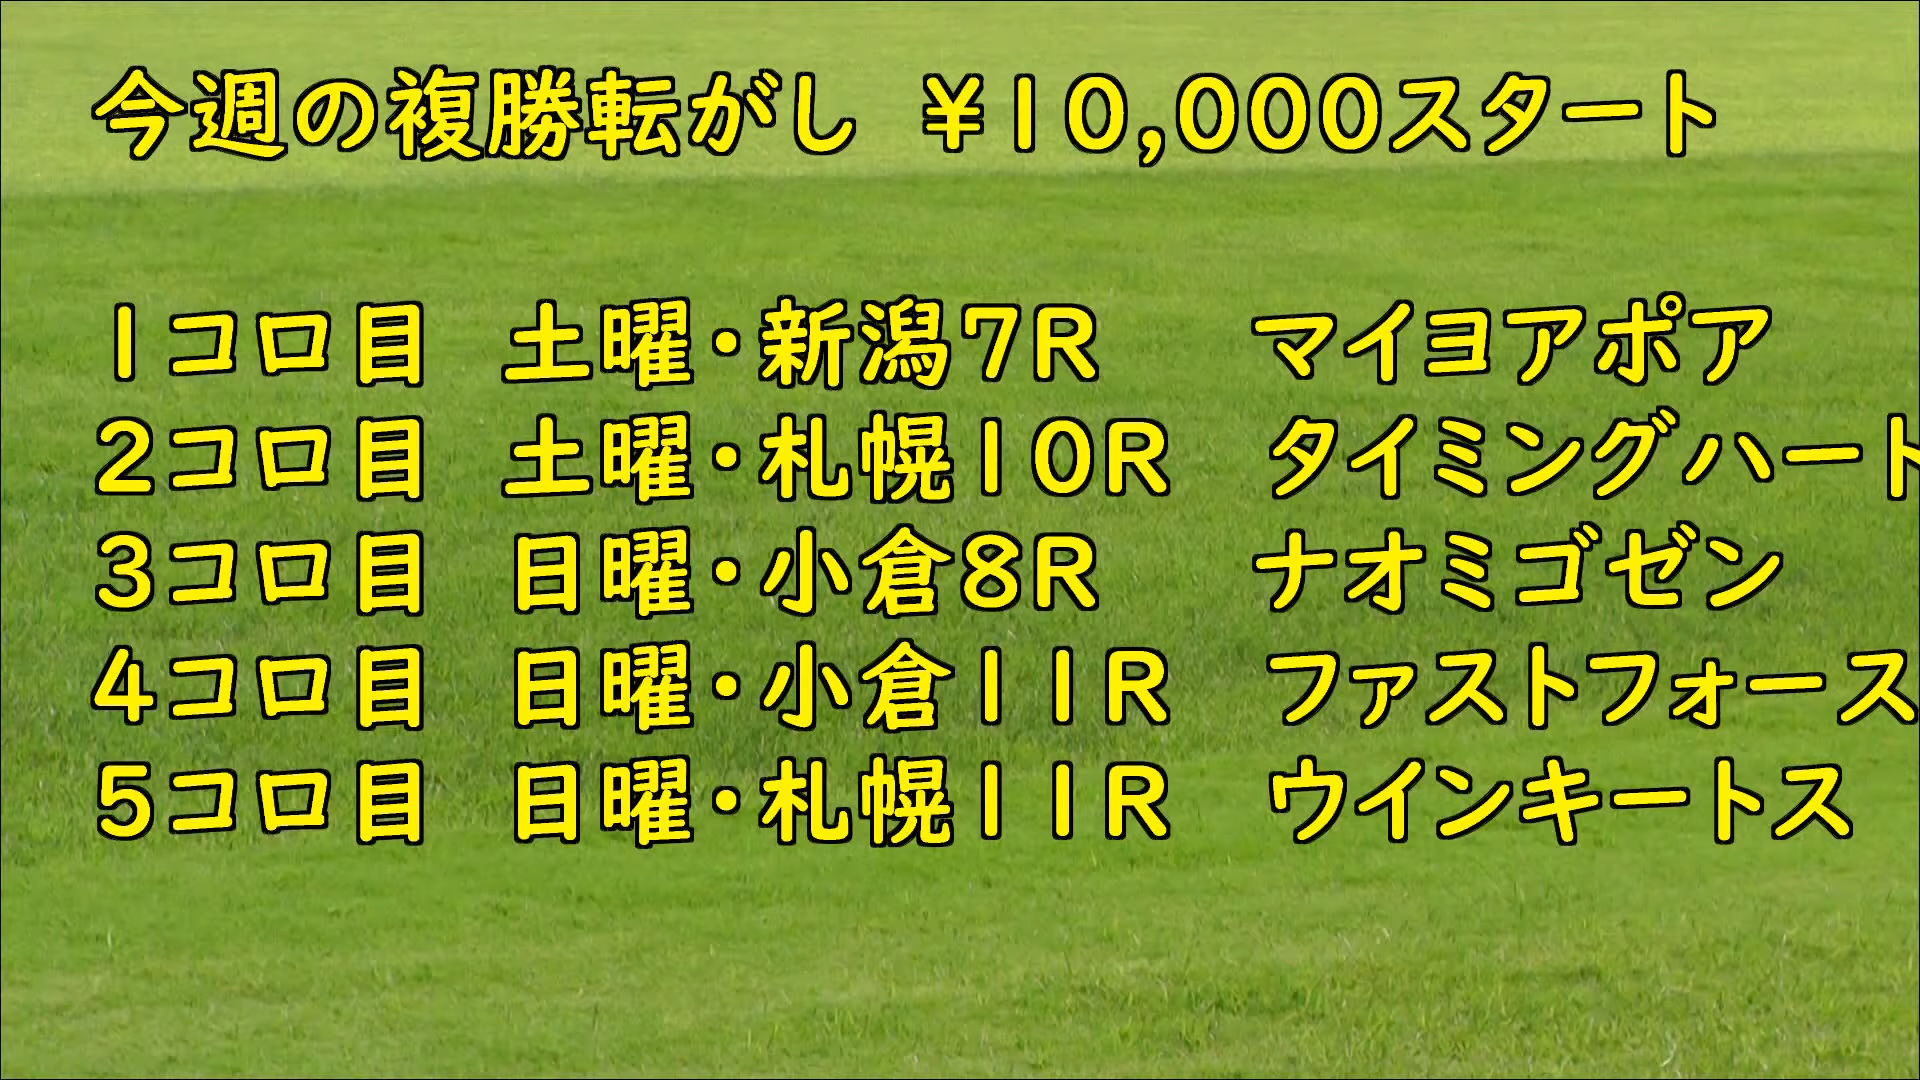 今週の複勝転がし ￥10,000スタート
1コロ目 土曜・新潟7R マイヨアポア
2コロ目 土曜・札幌10R タイミングハート
3コロ目 日曜・小倉8R ナオミゴゼン
4コロ目 日曜・小倉11R ファストフォース
5コロ目 日曜・札幌11R ウインキートス